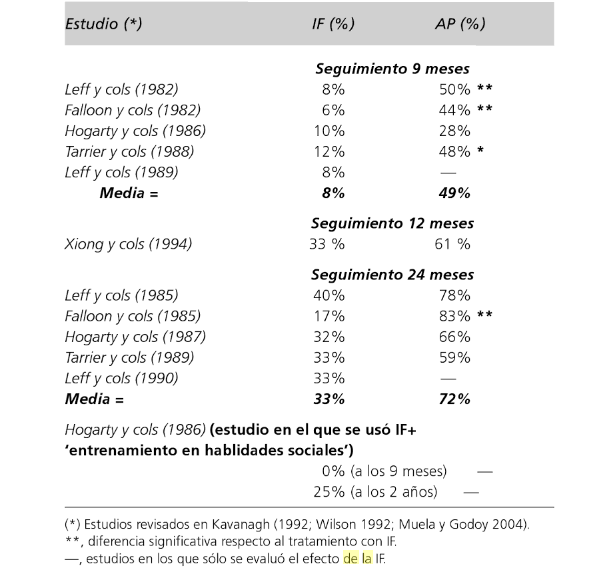 Estudio (*) IF (%) AP (%)
Seguimiento 9 meses
Leff y cols (1982) 8% 50% **
Falloon y cols (1982) 6% 44% **
Hogarty y cols (1986) 10% 28%
Tarrier y cols (1988) 12% 48% *
Leff y cols (1989) 8% —
Media = 8% 49%
Seguimiento 12 meses
Xiong y cols (1994) 33 % 61 %
Seguimiento 24 meses
Leff y cols (1985) 40% 78%
Falloon y cols (1985) 17% 83% **
Hogarty y cols (1987) 32% 66%
Tarrier y cols (1989) 33% 59%
Leff y cols (1990) 33% —
Media = 33% 72%
Hogarty y cols (1986) (estudio en el que se usó IF+
‘entrenamiento en hablidades sociales’)
0% (a los 9 meses) —
25% (a los 2 años) —
(*) Estudios revisados en Kavanagh (1992; Wilson 1992; Muela y Godoy 2004).
**, diferencia significativa respecto al tratamiento con IF.
—, estudios en los que sólo se evaluó el efecto de la IF.